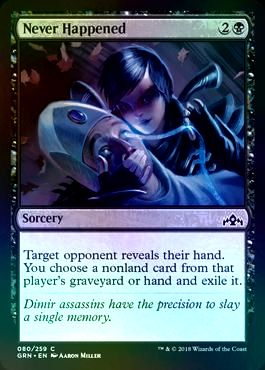 Never Happened 2
Sorcery
Target opponent reveals their hand.
You choose a nonland card from that
player's graveyard or hand and exile it.
Dimir assassins have the precision to slay
a single memory.
080/259 C
GRN • EN Aaron Miller
™ & © 2018 Wizards of the Coast